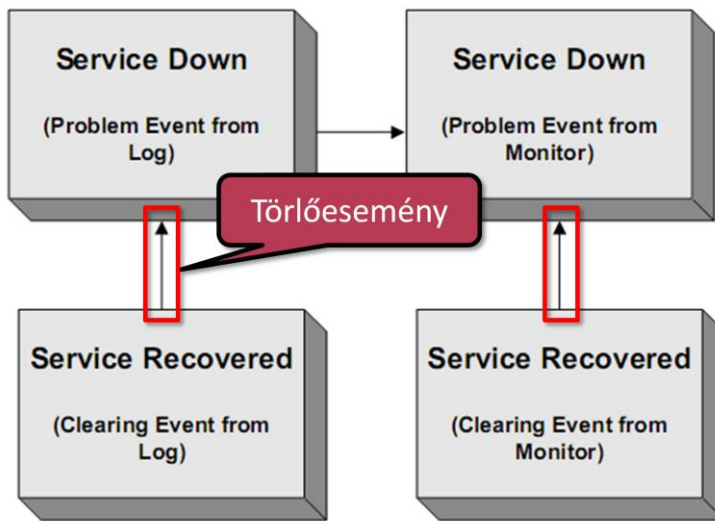 Service Down
(Problem Event from
Log)
Service Down
(Problem Event from
Monitor)
Törlőesemény
Service Recovered
(Clearing Event from
Log)
Service Recovered
(Clearing Event from
Monitor)